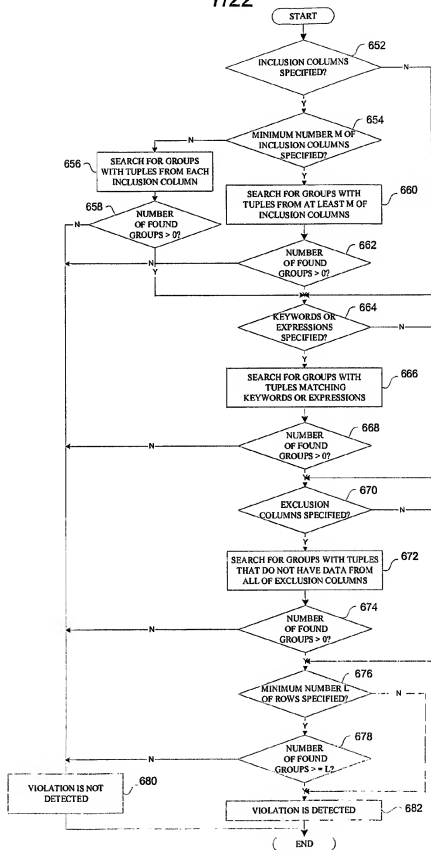 7/22
START
652
INCLUSION COLUMNS
SPECIFIED?
N
Y
654
MINIMUM NUMBER M OF
INCLUSION COLUMNS
SPECIFIED?
N
Y
656
SEARCH FOR GROUPS
WITH TUPLES FROM EACH
INCLUSION COLUMN
660
SEARCH FOR GROUPS WITH
TUPLES FROM AT LEAST M OF
INCLUSION COLUMNS
658
NUMBER
OF FOUND
GROUPS > 0?
N
Y
662
NUMBER
OF FOUND
GROUPS > 0?
N
Y
664
KEYWORDS OR
EXPRESSIONS
SPECIFIED?
N
Y
666
SEARCH FOR GROUPS WITH
TUPLES MATCHING
KEYWORDS OR EXPRESSIONS
668
NUMBER
OF FOUND
GROUPS > 0?
N
Y
670
EXCLUSION
COLUMNS SPECIFIED?
N
Y
672
SEARCH FOR GROUPS WITH TUPLES
THAT DO NOT HAVE DATA FROM
ALL OF EXCLUSION COLUMNS
674
NUMBER
OF FOUND
GROUPS > 0?
N
Y
676
MINIMUM NUMBER L
OF ROWS SPECIFIED?
N
Y
678
NUMBER
OF FOUND
GROUPS > = L?
N
Y
680
VIOLATION IS NOT
DETECTED
682
VIOLATION IS DETECTED
END